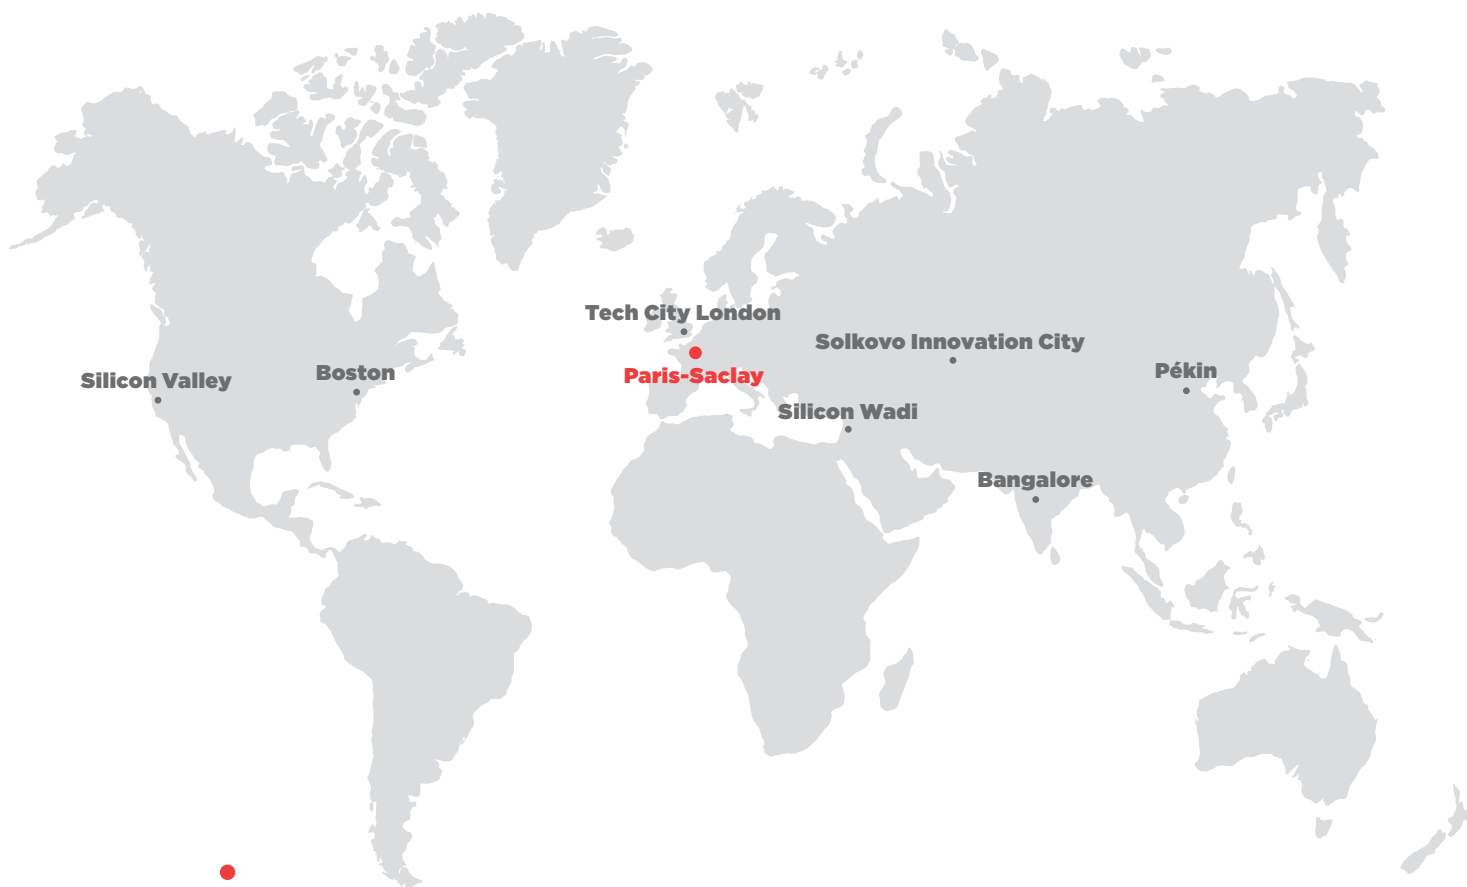 Tech City London
Solkovo Innovation City
Silicon Valley
Boston
Paris-Saclay
Pékin
Silicon Wadi
Bangalore